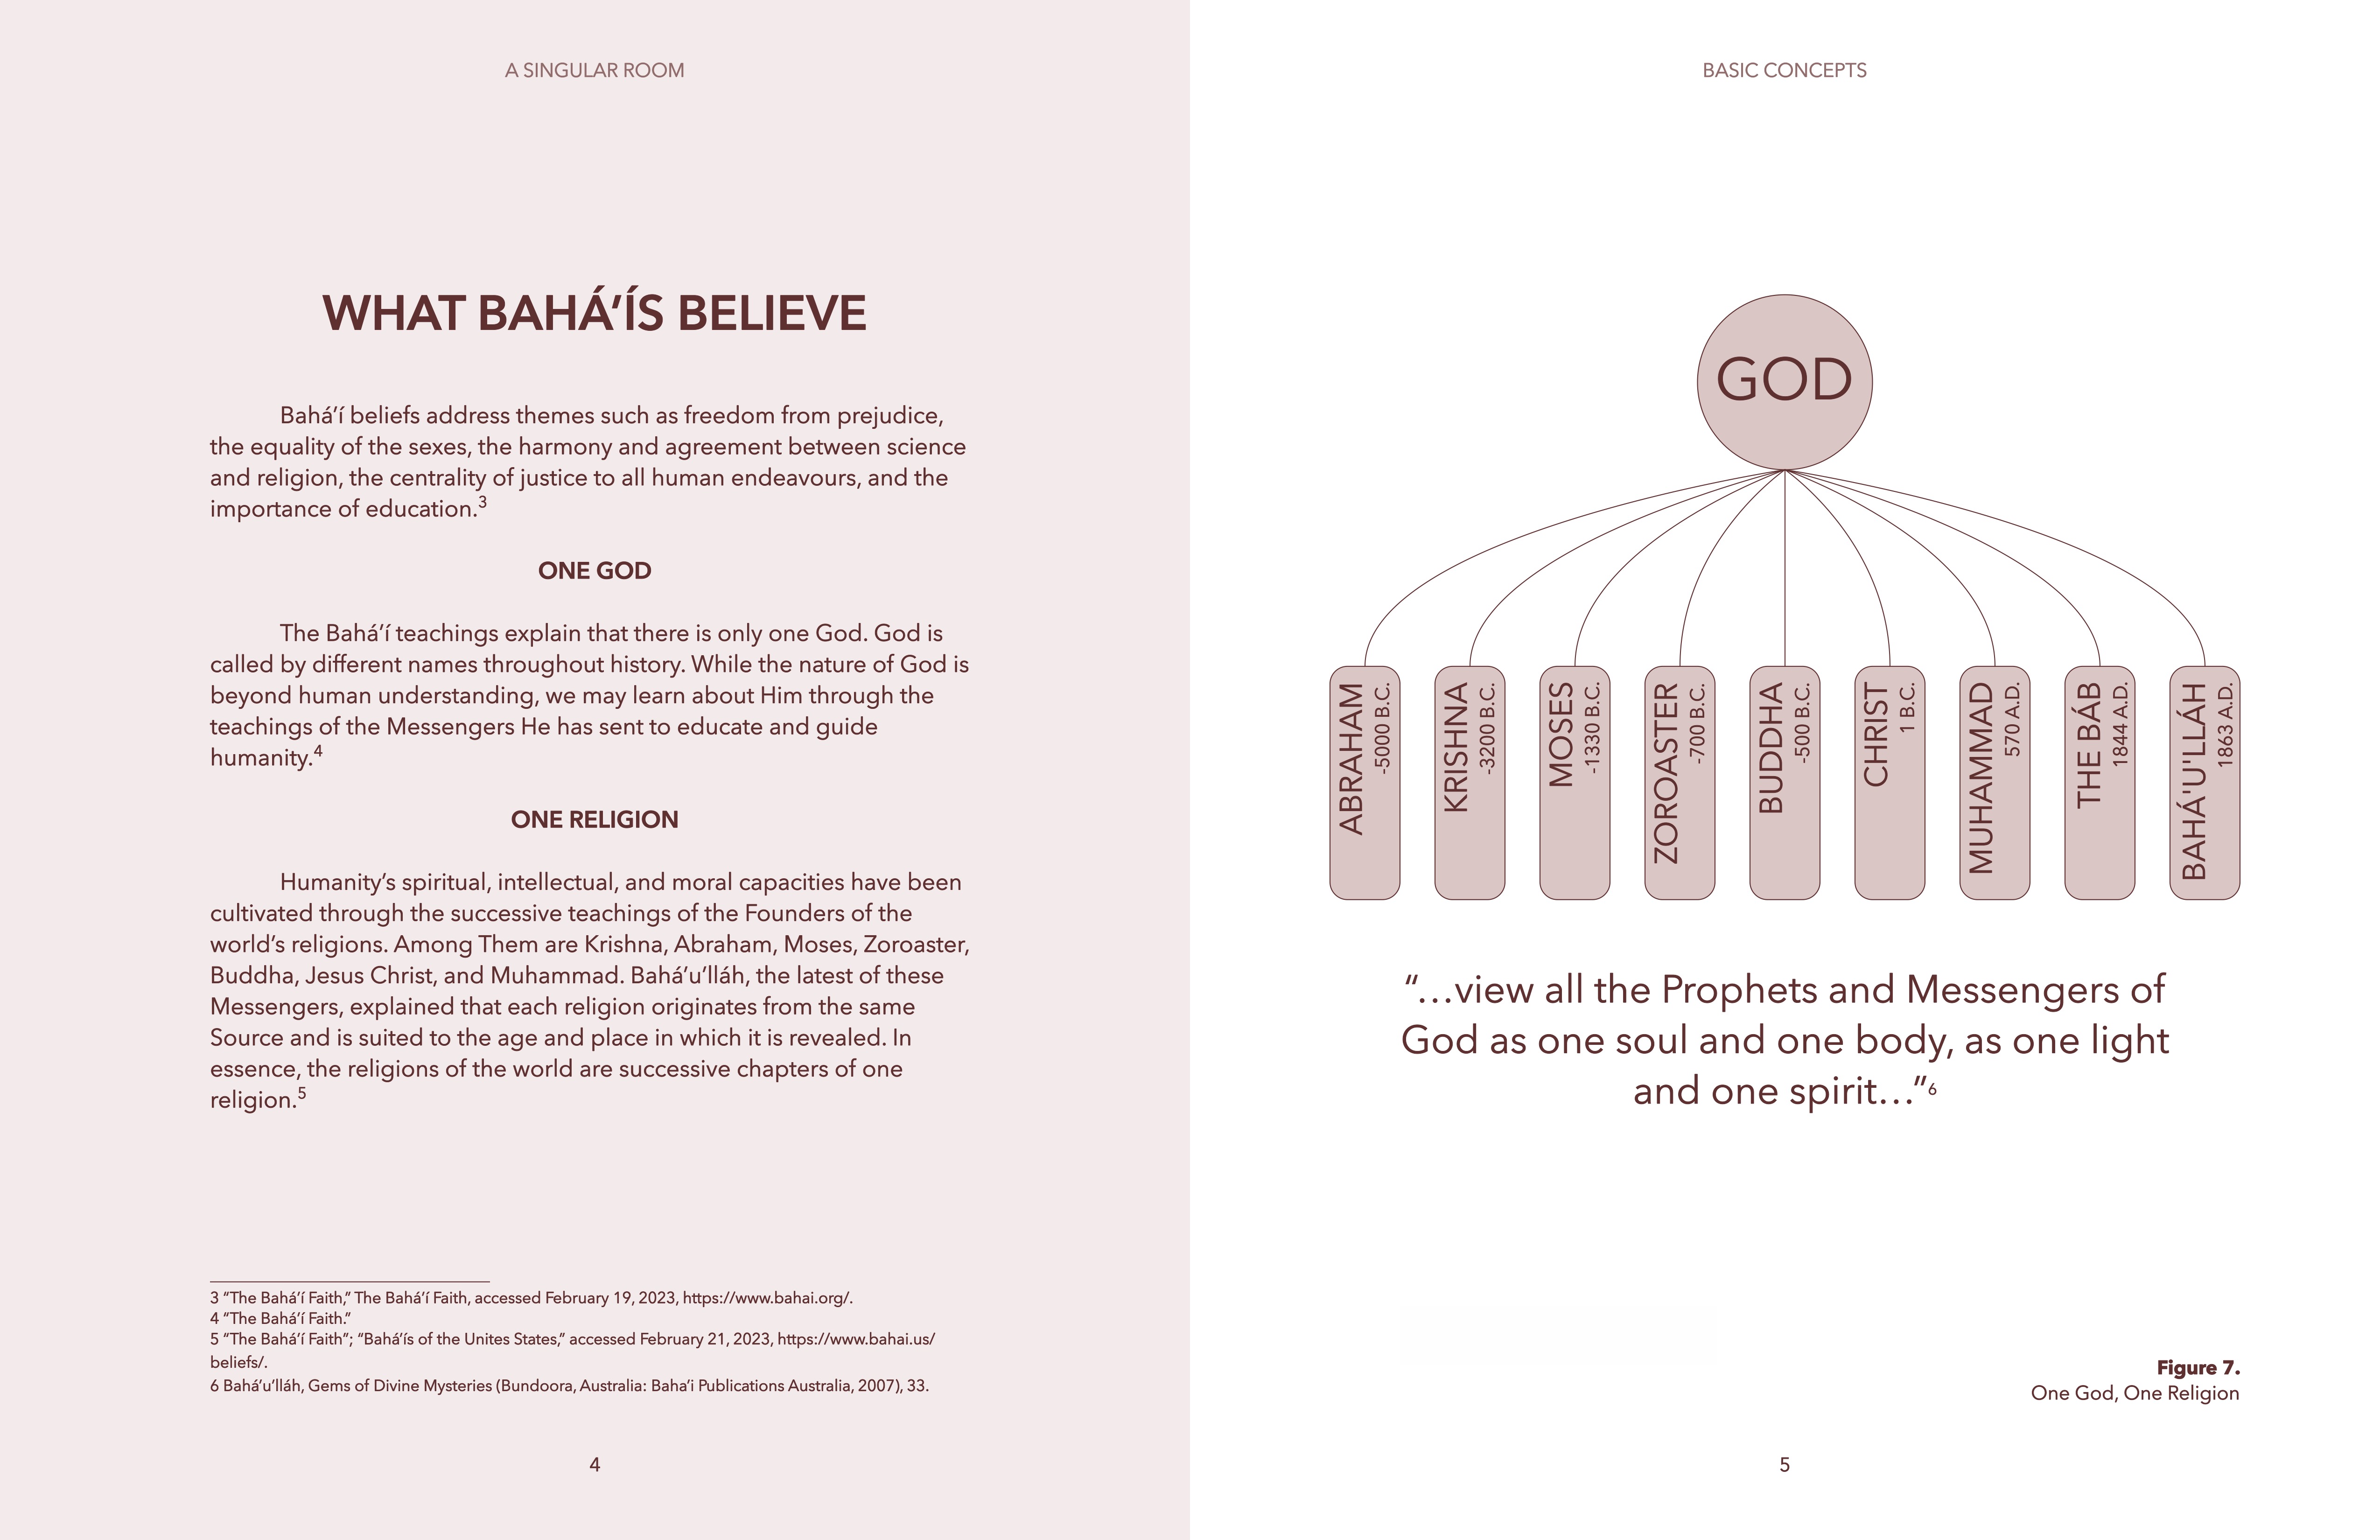 A SINGULAR ROOM
WHAT BAHÁ’ÍS BELIEVE
Bahá’í beliefs address themes such as freedom from prejudice,
the equality of the sexes, the harmony and agreement between science
and religion, the centrality of justice to all human endeavours, and the
importance of education.3
ONE GOD
The Bahá’í teachings explain that there is only one God. God is
called by different names throughout history. While the nature of God is
beyond human understanding, we may learn about Him through the
teachings of the Messengers He has sent to educate and guide
humanity.4
ONE RELIGION
Humanity’s spiritual, intellectual, and moral capacities have been
cultivated through the successive teachings of the Founders of the
world’s religions. Among Them are Krishna, Abraham, Moses, Zoroaster,
Buddha, Jesus Christ, and Muhammad. Bahá’u’lláh, the latest of these
Messengers, explained that each religion originates from the same
Source and is suited to the age and place in which it is revealed. In
essence, the religions of the world are successive chapters of one
religion.5
3 “The Bahá’í Faith,” The Bahá’í Faith, accessed February 19, 2023, https://www.bahai.org/.
4 “The Bahá’í Faith.”
5 “The Bahá’í Faith”; “Bahá’ís of the Unites States,” accessed February 21, 2023, https://www.bahai.us/
beliefs/.
6 Bahá’u’lláh, Gems of Divine Mysteries (Bundoora, Australia: Baha’i Publications Australia, 2007), 33.
4
BASIC CONCEPTS
GOD
ABRAHAM
-5000 B.C.
KRISHNA
-3200 B.C.
MOSES
-1330 B.C.
ZOROASTER
-700 B.C.
BUDDHA
-500 B.C.
CHRIST
1 B.C.
MUHAMMAD
570 A.D.
THE BÁB
1844 A.D.
BAHÁ'U'LLÁH
1863 A.D.
“…view all the Prophets and Messengers of
God as one soul and one body, as one light
and one spirit…”6
Figure 7.
One God, One Religion
5